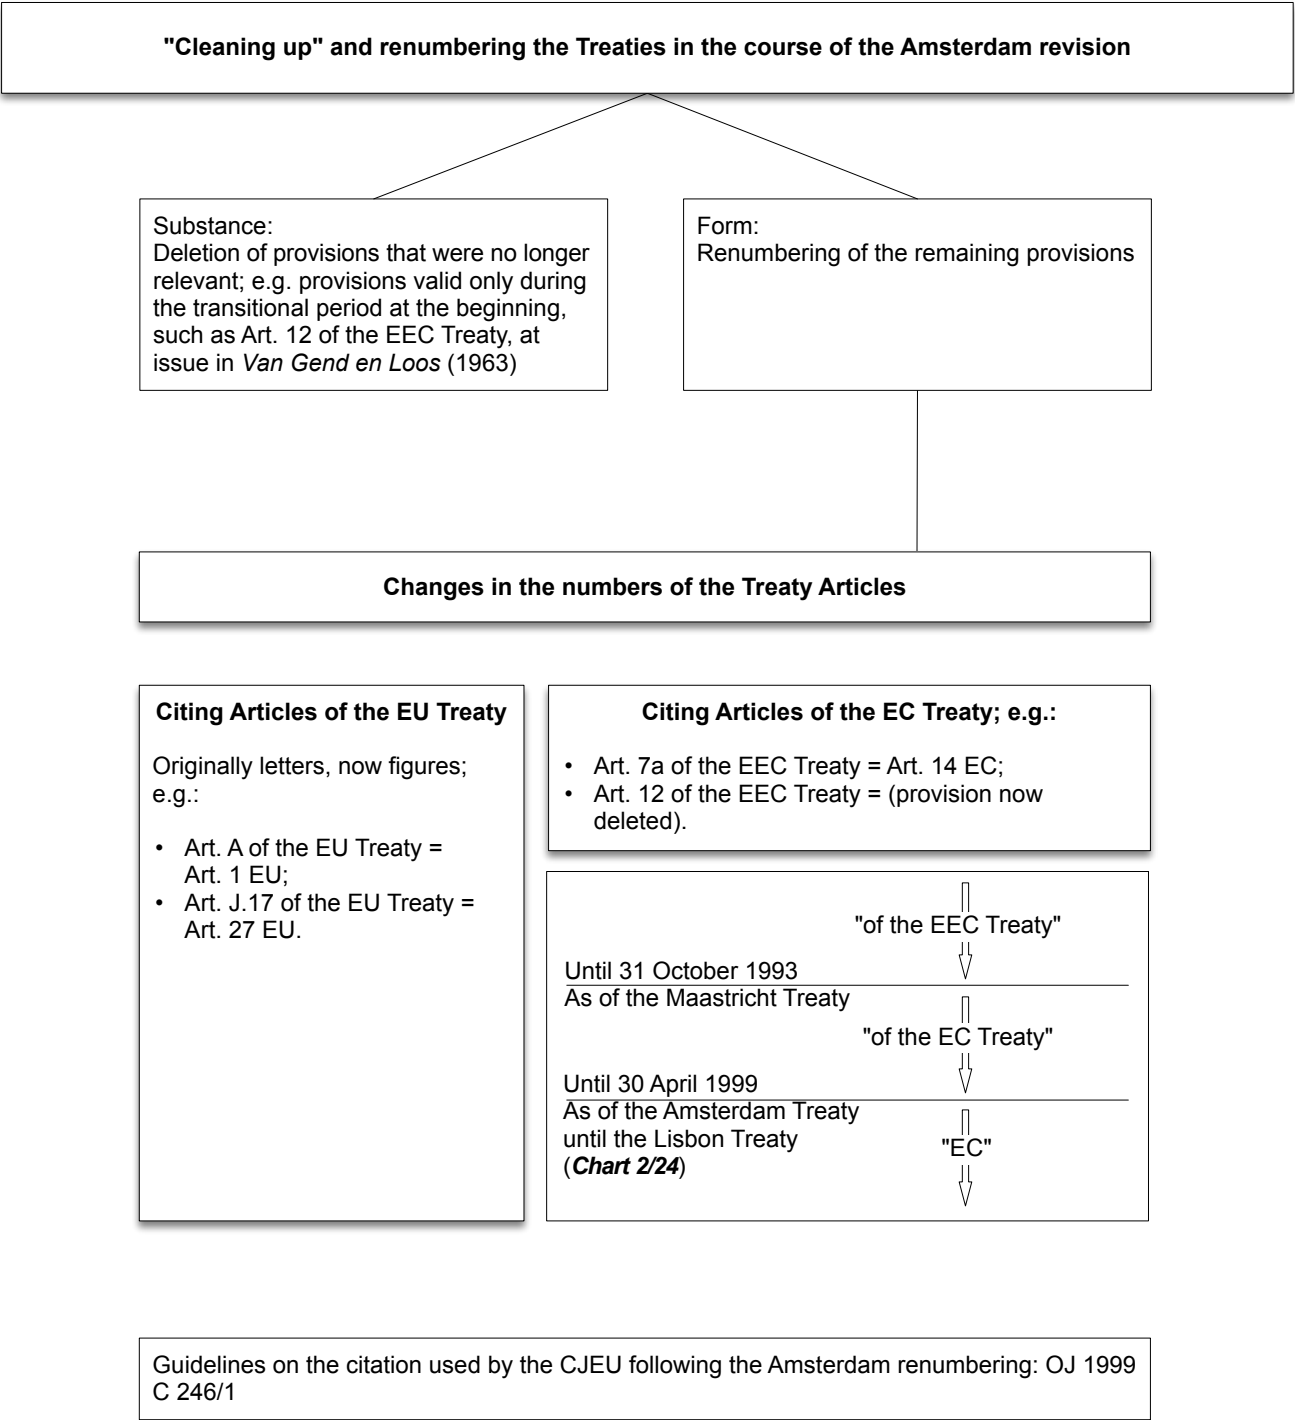 "Cleaning up" and renumbering the Treaties in the course of the Amsterdam revision
Substance:
Deletion of provisions that were no longer
relevant; e.g. provisions valid only during
the transitional period at the beginning,
such as Art. 12 of the EEC Treaty, at
issue in Van Gend en Loos (1963)
Form:
Renumbering of the remaining provisions
Changes in the numbers of the Treaty Articles
Citing Articles of the EU Treaty
Originally letters, now figures;
e.g.:
• Art. A of the EU Treaty =
Art. 1 EU;
• Art. J.17 of the EU Treaty =
Art. 27 EU.
Citing Articles of the EC Treaty; e.g.:
• Art. 7a of the EEC Treaty = Art. 14 EC;
• Art. 12 of the EEC Treaty = (provision now
deleted).
"of the EEC Treaty"
Until 31 October 1993
As of the Maastricht Treaty
"of the EC Treaty"
Until 30 April 1999
As of the Amsterdam Treaty
until the Lisbon Treaty
"EC"
(Chart 2/24)
Guidelines on the citation used by the CJEU following the Amsterdam renumbering: OJ 1999
C 246/1